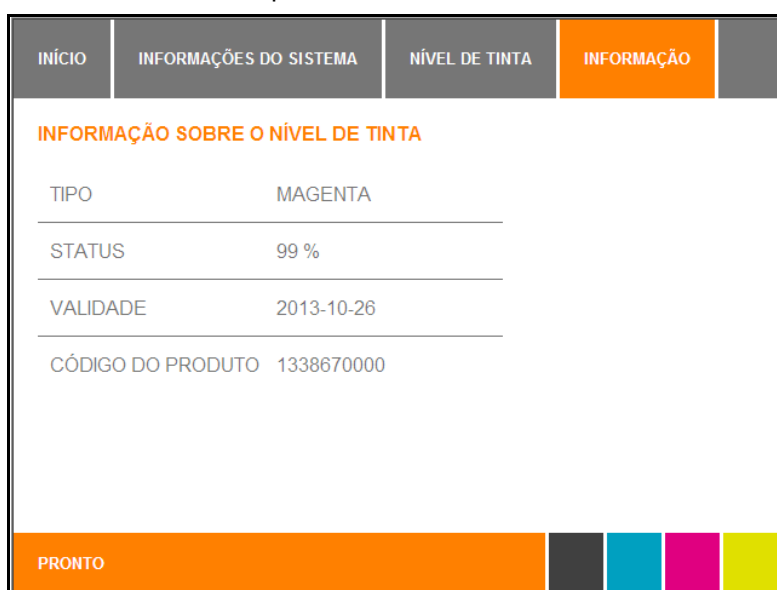 INÍCIO INFORMAÇÕES DO SISTEMA NÍVEL DE TINTA INFORMAÇÃO
INFORMAÇÃO SOBRE O NÍVEL DE TINTA
TIPO MAGENTA
STATUS 99 %
VALIDADE 2013-10-26
CÓDIGO DO PRODUTO 1338670000
PRONTO